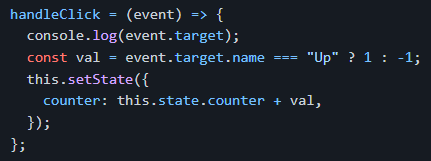 handleClick = (event) => {
  console.log(event.target);
  const val = event.target.name === "Up" ? 1 : -1;
  this.setState({
    counter: this.state.counter + val,
  });
};